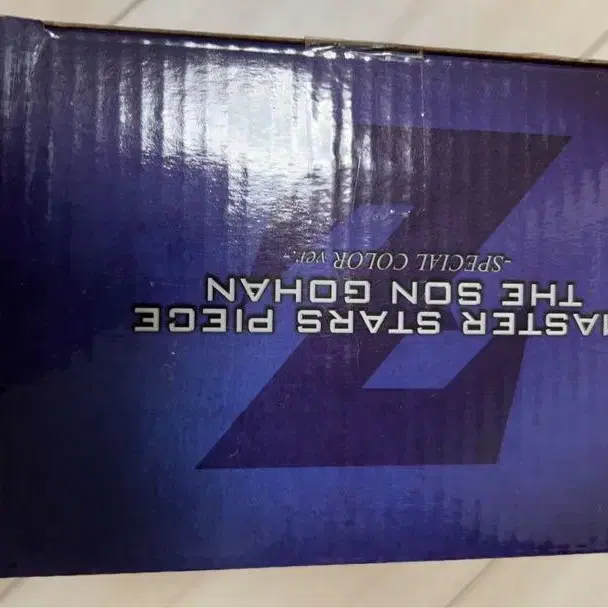 MASTER STARS PIECE
THE SON GOHAN
-SPECIAL COLOR ver.-